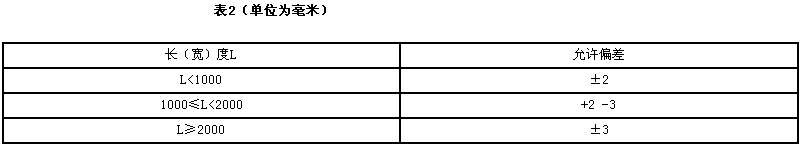 表2（单位为毫米）
长（宽）度L 允许偏差
L<1000 ±2
1000≤L<2000 +2 -3
L≥2000 ±3